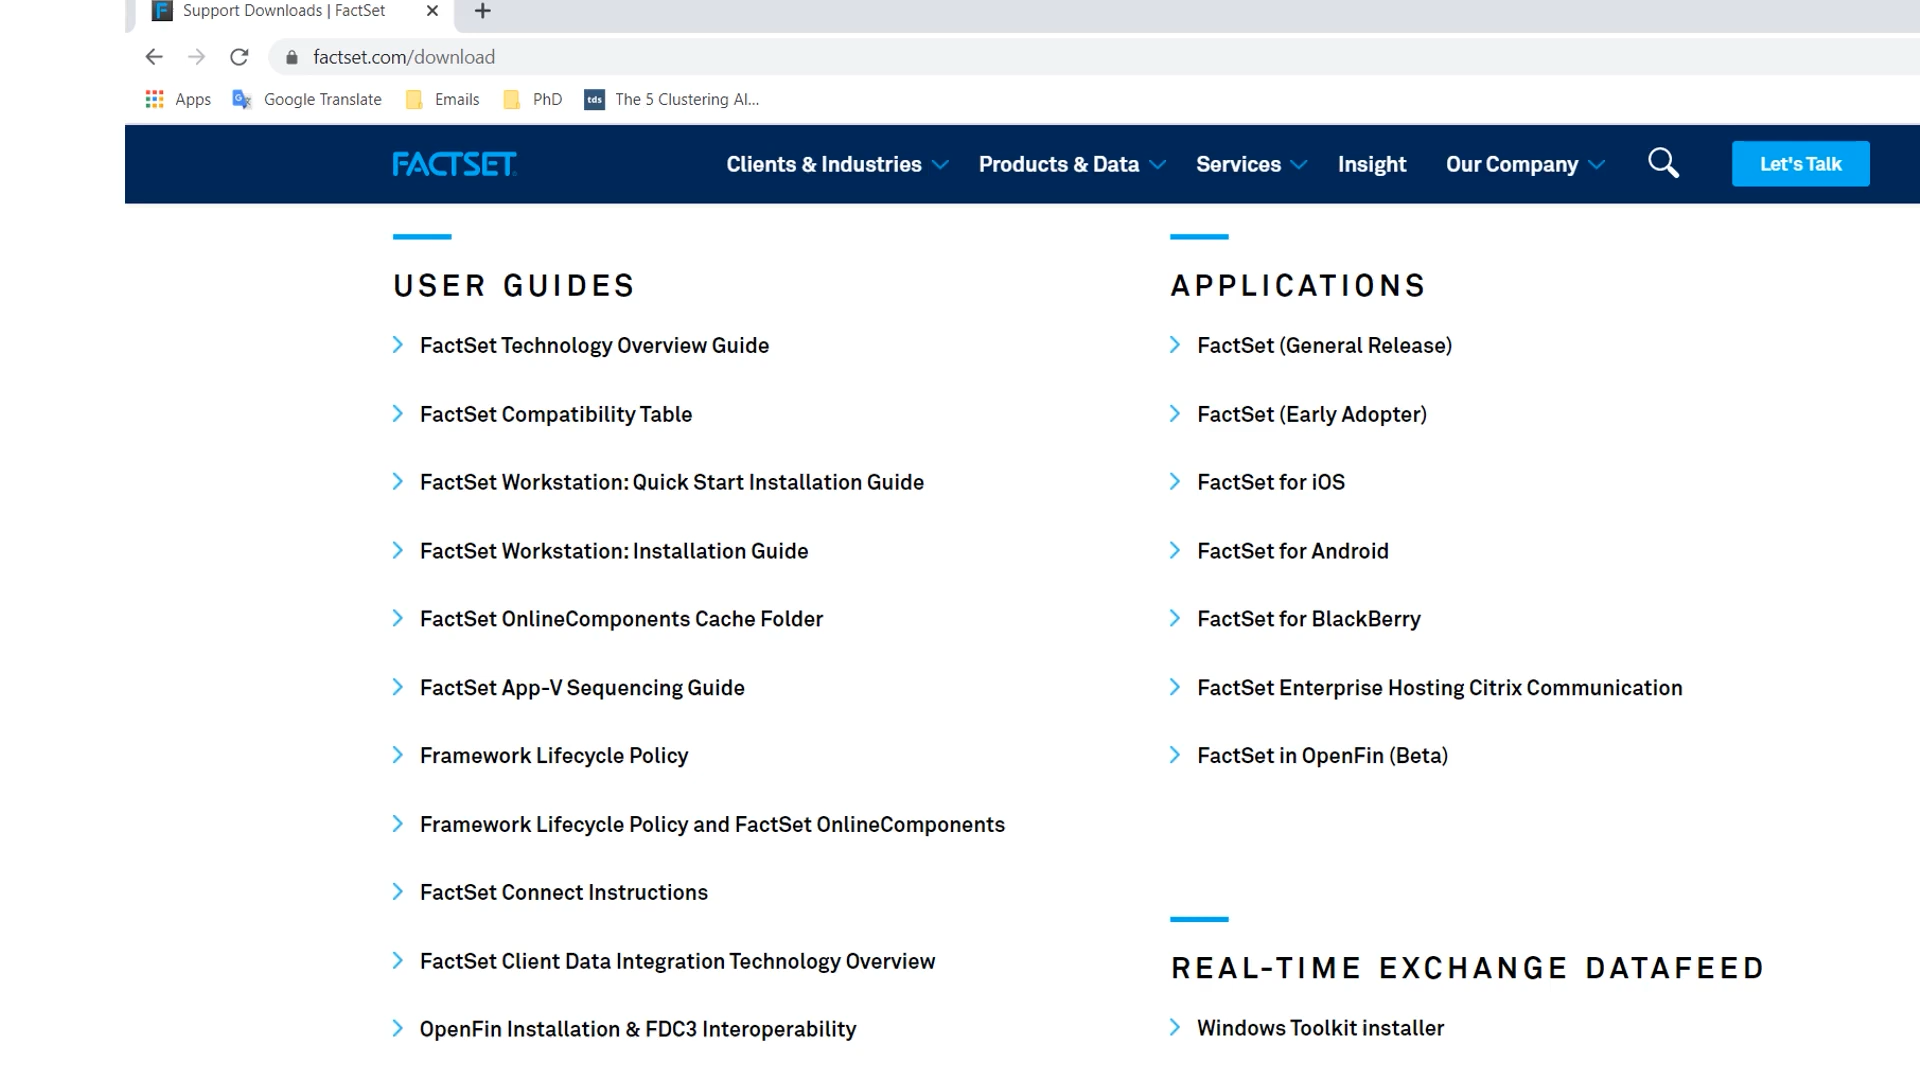 Support Downloads | FactSet
factset.com/download
Apps Google Translate Emails PhD tds The 5 Clustering Al...
FACTSET Clients & Industries Products & Data Services Insight Our Company Let's Talk
USER GUIDES
FactSet Technology Overview Guide
FactSet Compatibility Table
FactSet Workstation: Quick Start Installation Guide
FactSet Workstation: Installation Guide
FactSet OnlineComponents Cache Folder
FactSet App-V Sequencing Guide
Framework Lifecycle Policy
Framework Lifecycle Policy and FactSet OnlineComponents
FactSet Connect Instructions
FactSet Client Data Integration Technology Overview
OpenFin Installation & FDC3 Interoperability
APPLICATIONS
FactSet (General Release)
FactSet (Early Adopter)
FactSet for iOS
FactSet for Android
FactSet for BlackBerry
FactSet Enterprise Hosting Citrix Communication
FactSet in OpenFin (Beta)
REAL-TIME EXCHANGE DATAFEED
Windows Toolkit installer